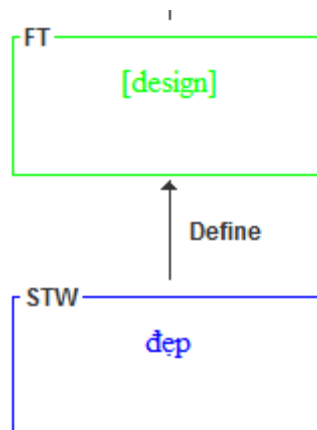 FT
[design]
Define
STW
đẹp